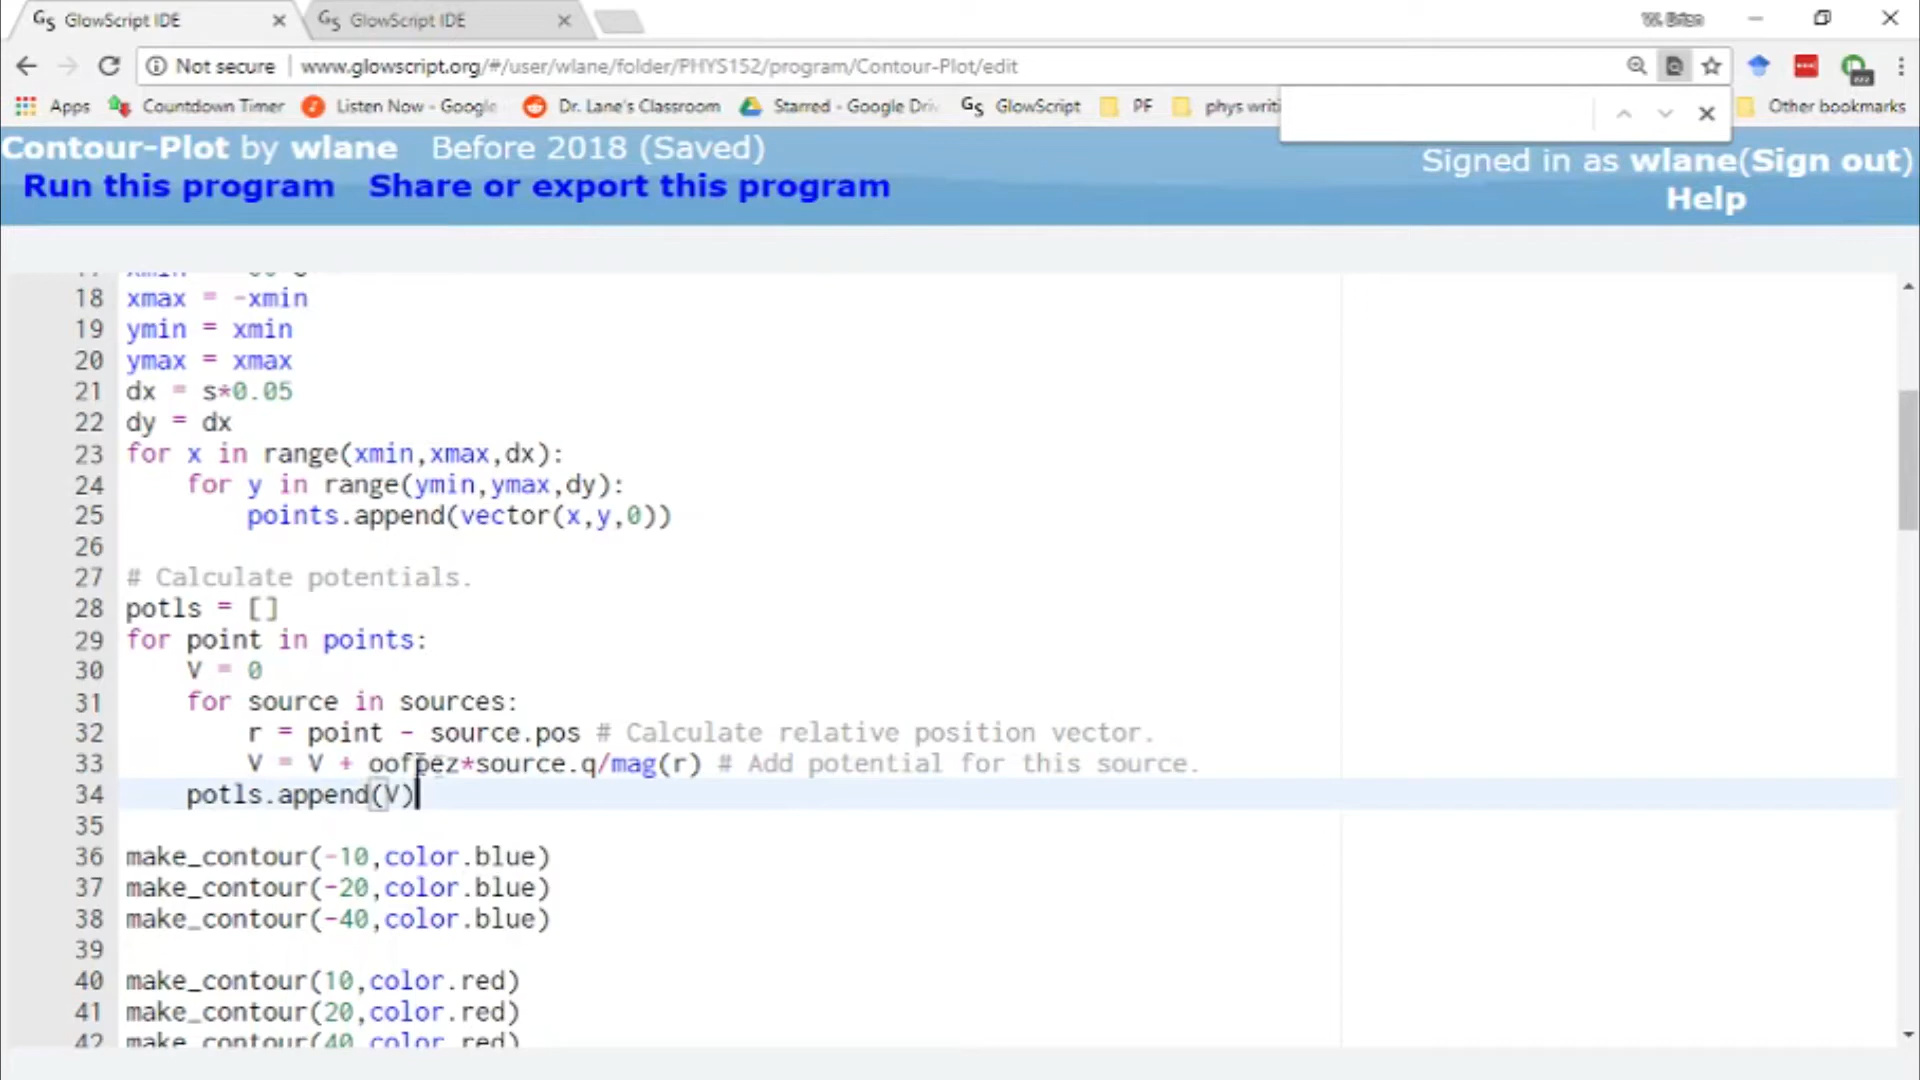 GlowScript IDE
GlowScript IDE
Not secure
www.glowscript.org/#/user/wlane/folder/PHYS152/program/Contour-Plot/edit
Apps
Countdown Timer
Listen Now - Google
Dr. Lane's Classroom
Starred - Google Driv
GlowScript
PF
phys writi
Other bookmarks
Contour-Plot by wlane Before 2018 (Saved)
Signed in as wlane(Sign out)
Run this program Share or export this program
Help
18 xmax = -xmin
19 ymin = xmin
20 ymax = xmax
21 dx = s*0.05
22 dy = dx
23 for x in range(xmin,xmax,dx):
24 for y in range(ymin,ymax,dy):
25 points.append(vector(x,y,0))
26
27 # Calculate potentials.
28 potls = []
29 for point in points:
30 V = 0
31 for source in sources:
32 r = point - source.pos # Calculate relative position vector.
33 V = V + oofpez*source.q/mag(r) # Add potential for this source.
34 potls.append(V)
35
36 make_contour(-10,color.blue)
37 make_contour(-20,color.blue)
38 make_contour(-40,color.blue)
39
40 make_contour(10,color.red)
41 make_contour(20,color.red)
42 make_contour(40,color.red)